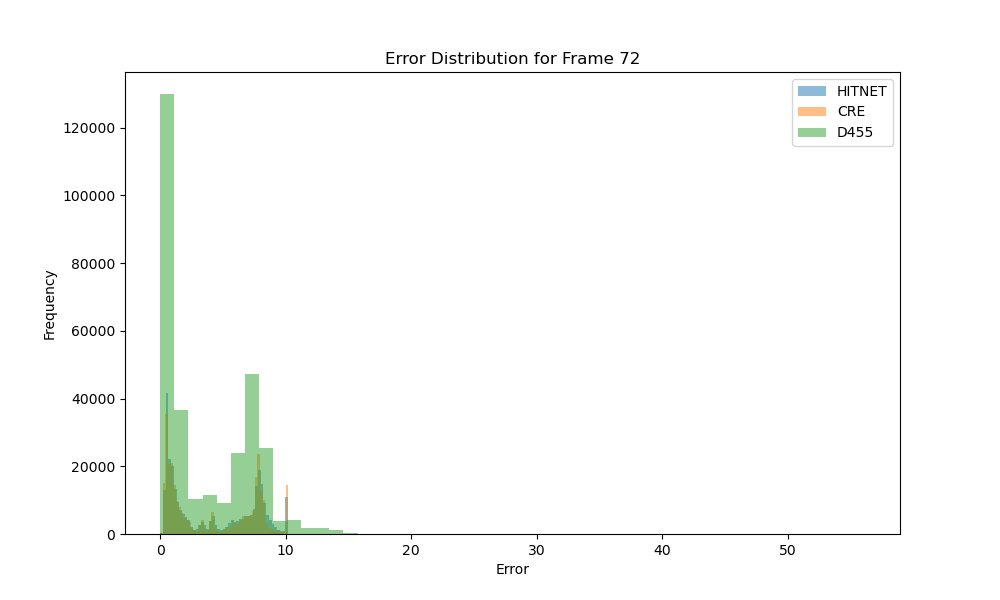 Error Distribution for Frame 72
HITNET
CRE
D455
Frequency
120000
100000
80000
60000
40000
20000
0
0 10 20 30 40 50
Error